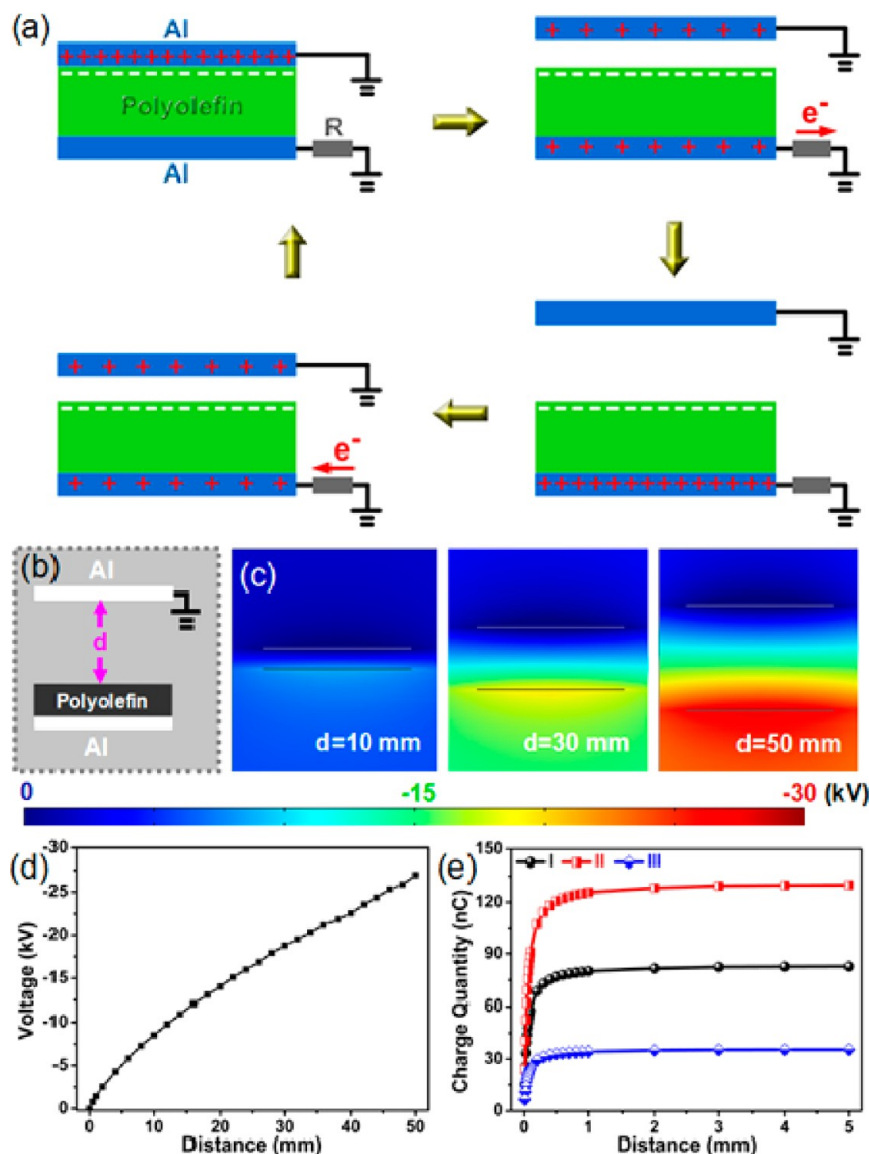 (a)
Al
+ + + + + + + + + + + + +
Polyolefin
R
Al
+ + + + + +
e-
+ + + + + +
+ + + + + +
e-
+ + + + + +
+ + + + + + + + + + + + +
(b)
Al
d
Polyolefin
Al
(c)
d=10 mm
d=30 mm
d=50 mm
0
-15
-30 (kV)
(d)
-30
-25
-20
-15
-10
-5
0
Voltage (kV)
0 10 20 30 40 50
Distance (mm)
(e)
I II III
150
120
90
60
30
0
Charge Quantity (nC)
0 1 2 3 4 5
Distance (mm)